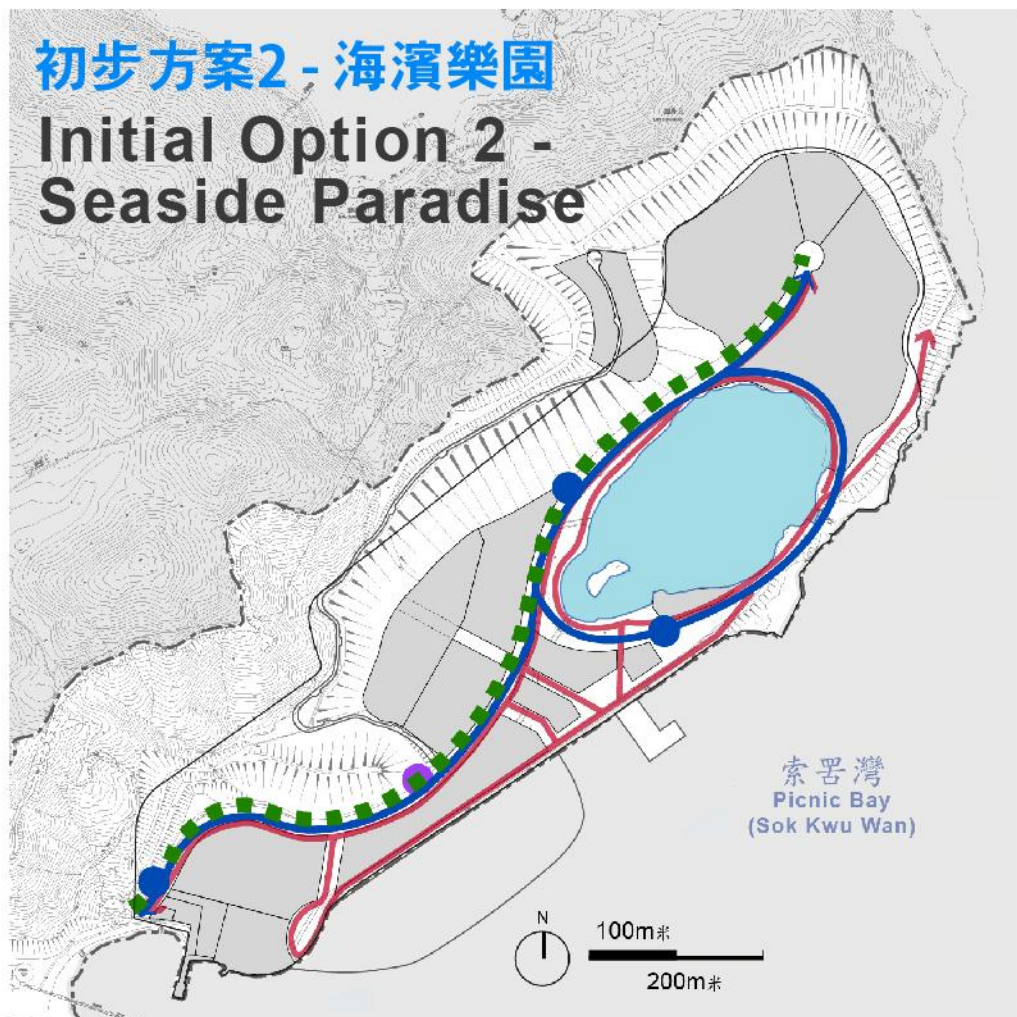 初步方案2 - 海濱樂園
Initial Option 2 -
Seaside Paradise
索罟灣
Picnic Bay
(Sok Kwu Wan)
N
100m米
200m米